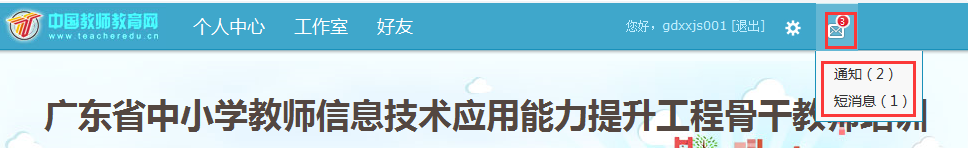 中国教师教育网
www.teacheredu.cn
个人中心 工作室 好友
您好，gdxxjs001 [退出]
3
通知（2）
短消息（1）
广东省中小学教师信息技术应用能力提升工程骨干教师培训